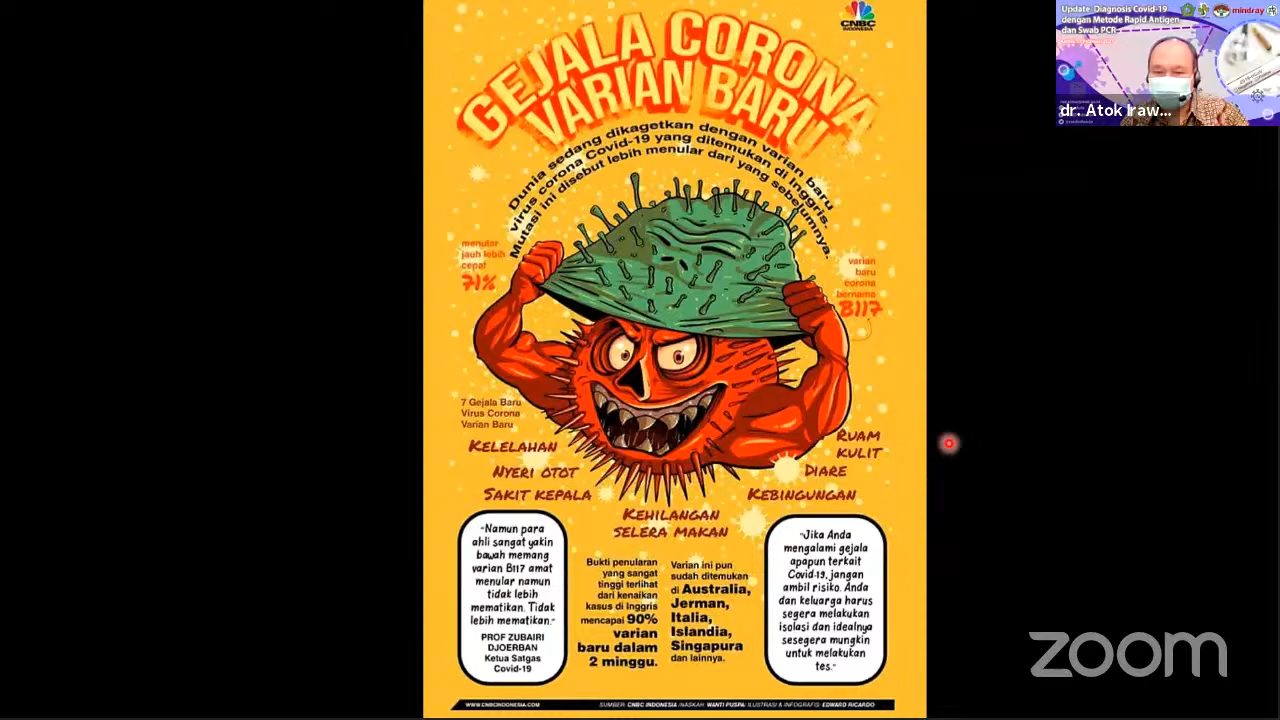 CNBC
INDONESIA
GEJALA CORONA
VARIAN BARU
Dunia sedang dikagetkan dengan varian baru
virus corona Covid-19 yang ditemukan di Inggris.
Mutasi ini disebut lebih menular dari yang sebelumnya.
menular
jauh lebih
cepat
71%
varian
baru
corona
bernama
B117
7 Gejala Baru
Virus Corona
Varian Baru
KELELAHAN
NYERI OTOT
SAKIT KEPALA
KEHILANGAN
SELERA MAKAN
RUAM
KULIT
DIARE
KEBINGUNGAN
"Namun para
ahli sangat yakin
bawah memang
varian B117 amat
menular namun
tidak lebih
mematikan. Tidak
lebih mematikan."
PROF ZUBAIRI
DJOERBAN
Ketua Satgas
Covid-19
Bukti penularan
yang sangat
tinggi terlihat
dari kenaikan
kasus di Inggris
mencapai 90%
varian
baru dalam
2 minggu.
Varian ini pun
sudah ditemukan
di Australia,
Jerman,
Italia,
Islandia,
Singapura
dan lainnya.
"Jika Anda
mengalami gejala
apapun terkait
Covid-19, jangan
ambil risiko. Anda
dan keluarga harus
segera melakukan
isolasi dan idealnya
sesegera mungkin
untuk melakukan
tes."
WWW.CNBCINDONESIA.COM
SUMBER: CNBC INDONESIA /NASKAH: WANTI PUSPA/ ILUSTRASI & INFOGRAFIS: EDWARD RICARDO
Update Diagnosis Covid-19
dengan Metode Rapid Antigen
dan Swab PCR
mindray
dr. Atok Iraw...
zoom